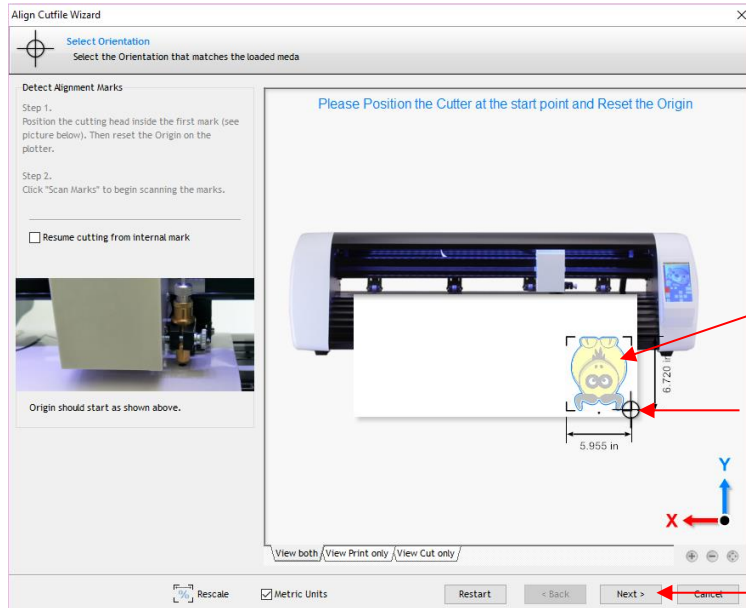 Align Cutfile Wizard
Select Orientation
Select the Orientation that matches the loaded meda
Detect Alignment Marks
Step 1.
Position the cutting head inside the first mark (see
picture below). Then reset the Origin on the
plotter.
Step 2.
Click "Scan Marks" to begin scanning the marks.
Resume cutting from internal mark
Origin should start as shown above.
Please Position the Cutter at the start point and Reset the Origin
6.720 in
5.955 in
Y
X
View both
View Print only
View Cut only
% Rescale
Metric Units
Restart
< Back
Next >
Cancel